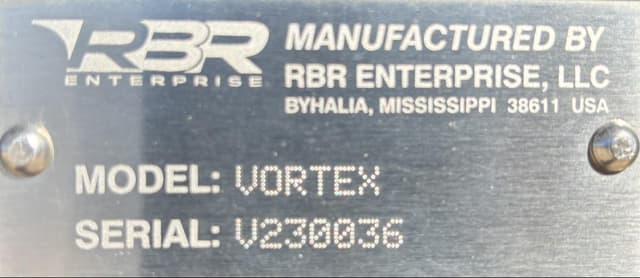 RBR
ENTERPRISE
MANUFACTURED BY
RBR ENTERPRISE, LLC
BYHALIA, MISSISSIPPI 38611 USA
MODEL: VORTEX
SERIAL: V230036